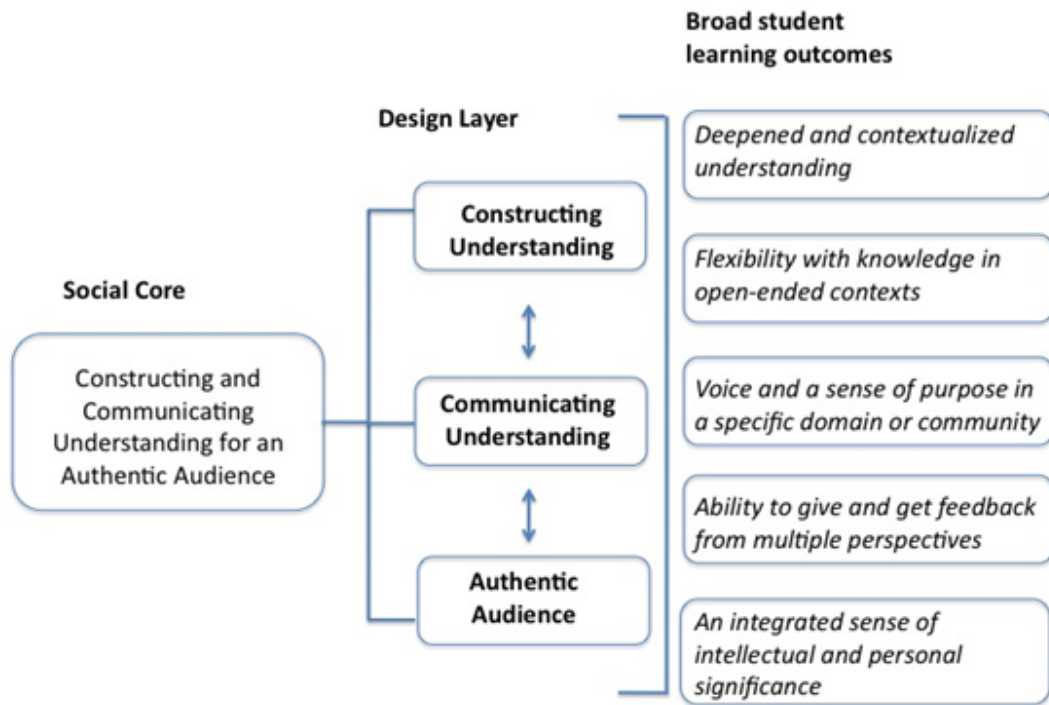 Broad student
learning outcomes
Design Layer
Social Core
Constructing and
Communicating
Understanding for an
Authentic Audience
Constructing
Understanding
Communicating
Understanding
Authentic
Audience
Deepened and contextualized
understanding
Flexibility with knowledge in
open-ended contexts
Voice and a sense of purpose in
a specific domain or community
Ability to give and get feedback
from multiple perspectives
An integrated sense of
intellectual and personal
significance